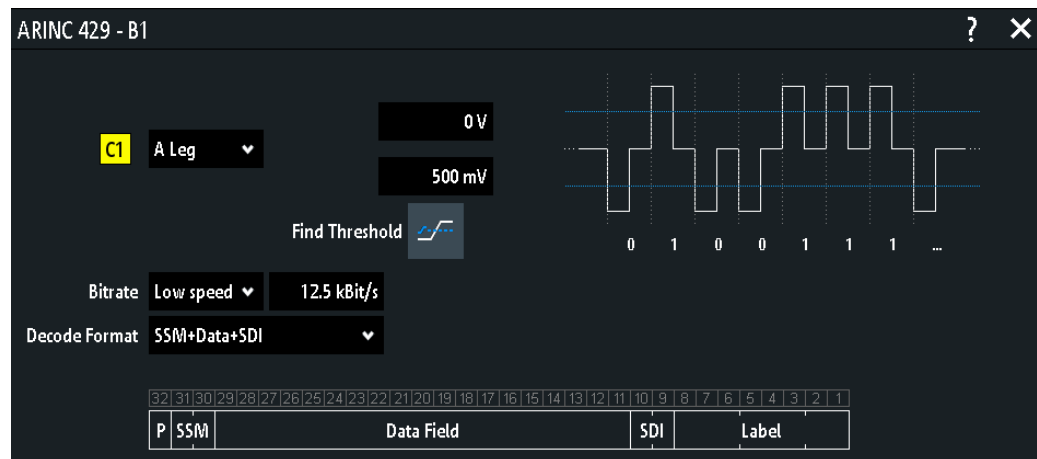 ARINC 429 - B1 ? ✕
0 V
C1 A Leg
500 mV
Find Threshold
0 1 0 0 1 1 1 ...
Bitrate Low speed 12.5 kBit/s
Decode Format SSM+Data+SDI
32 31 30 29 28 27 26 25 24 23 22 21 20 19 18 17 16 15 14 13 12 11 10 9 8 7 6 5 4 3 2 1
P SSM Data Field SDI Label